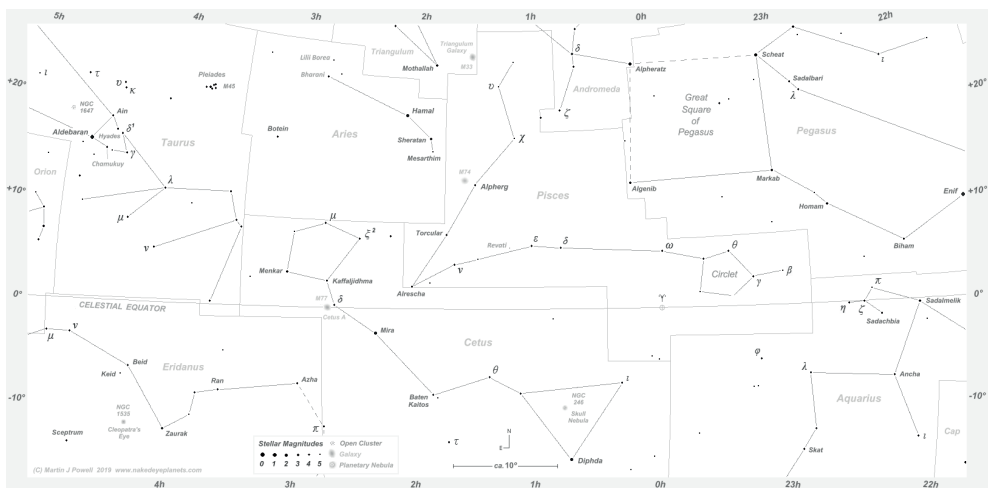 5h 4h 3h 2h 1h 0h 23h 22h
Triangulum
Triangulum Galaxy
M33
δ
Alpheratz
Scheat
ι
Mothallah
Lilii Borea
Bharani
ι
τ
υ
κ
Pleiades
M45
+20°
+20°
NGC 1647
Ain
Hyades
Aldebaran
δ¹
γ
Chamukuy
Taurus
Botein
Aries
Hamal
Sheratan
Mesarthim
υ
χ
ζ
Andromeda
Great Square of Pegasus
Sadalbari
λ
Pegasus
Orion
λ
μ
ν
M74
Alpherg
Pisces
Algenib
Markab
Homam
Enif
Biham
+10°
+10°
μ
ξ²
Menkar
Kaffaljidhma
Torcular
Revati
ε
δ
ν
Alrescha
ω
θ
Circlet
γ
β
0°
0°
CELESTIAL EQUATOR
M77
δ
Cetus A
♈
π
η
ζ
Sadachbia
Sadalmelik
μ
ν
Beid
Keid
Eridanus
Ran
Azha
Mira
Cetus
θ
Baten Kaitos
ι
φ
λ
Ancha
Aquarius
-10°
-10°
NGC 1535
Cleopatra's Eye
Zaurak
Sceptrum
π
NGC 246
Skull Nebula
τ
Diphda
Skat
ι
Cap
N
E
ca. 10°
Stellar Magnitudes
0 1 2 3 4 5
Open Cluster
Galaxy
Planetary Nebula
(C) Martin J Powell 2019 www.nakedeyeplanets.com
4h 3h 2h 1h 0h 23h 22h